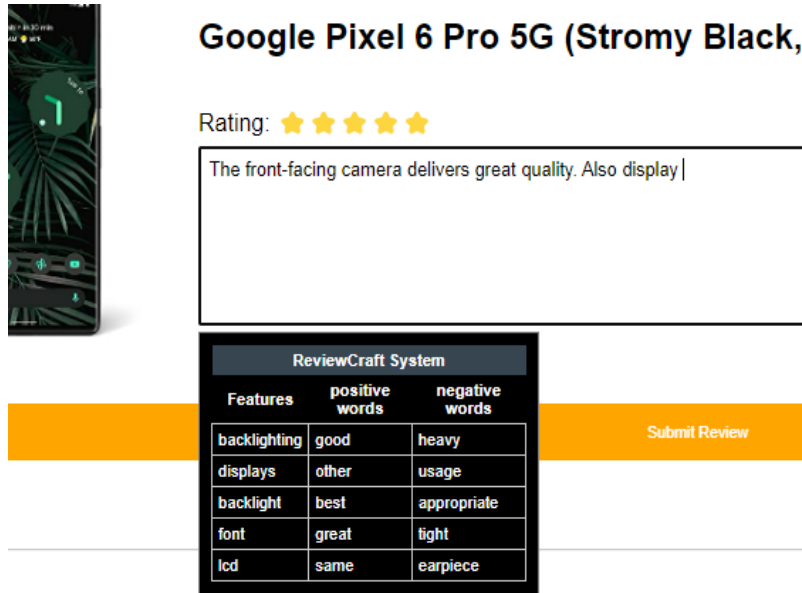 Google Pixel 6 Pro 5G (Stromy Black,
Rating:
The front-facing camera delivers great quality. Also display
ReviewCraft System
Features positive words negative words
backlighting good heavy
displays other usage
backlight best appropriate
font great tight
lcd same earpiece
Submit Review